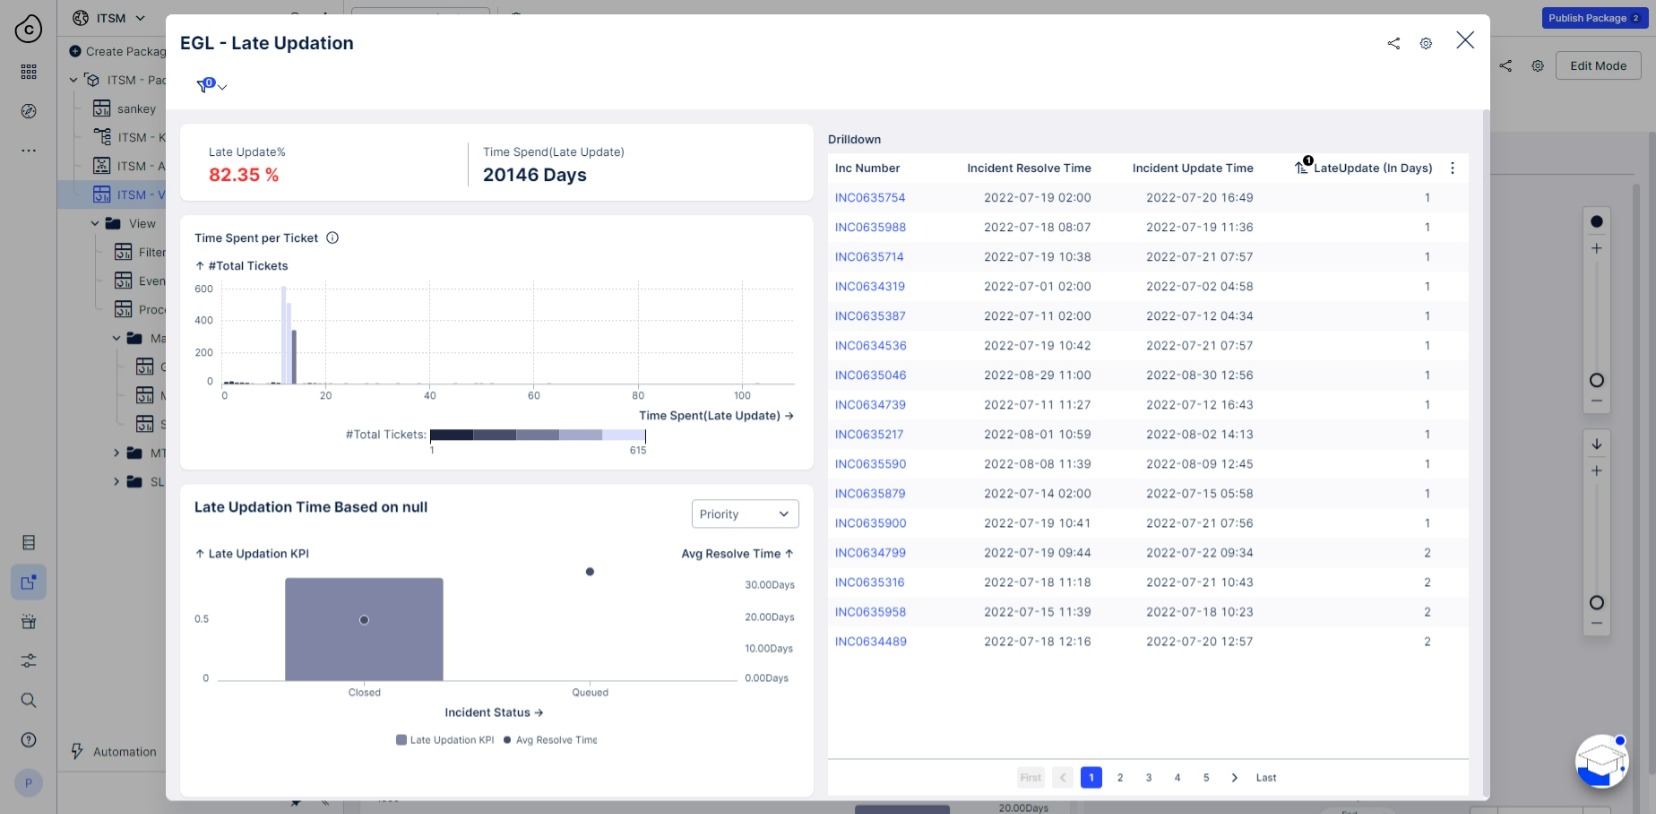 ITSM
Publish Package 2
Create Packag
ITSM - Pac
sankey
ITSM - K
ITSM - A
ITSM - V
View
Filter
Even
Proc
Ma
G
M
S
MT
SL
Automation
P
Edit Mode
EGL - Late Updation
0
Late Update%
82.35 %
Time Spend(Late Update)
20146 Days
Time Spent per Ticket
↑ #Total Tickets
600
400
200
0
0 20 40 60 80 100
Time Spent(Late Update) →
#Total Tickets:
1 615
Late Updation Time Based on null
Priority
↑ Late Updation KPI
Avg Resolve Time ↑
30.00Days
0.5
20.00Days
10.00Days
0
0.00Days
Closed Queued
Incident Status →
Late Updation KPI Avg Resolve Time
Drilldown
Inc Number Incident Resolve Time Incident Update Time 1 LateUpdate (In Days)
INC0635754 2022-07-19 02:00 2022-07-20 16:49 1
INC0635988 2022-07-18 08:07 2022-07-19 11:36 1
INC0635714 2022-07-19 10:38 2022-07-21 07:57 1
INC0634319 2022-07-01 02:00 2022-07-02 04:58 1
INC0635387 2022-07-11 02:00 2022-07-12 04:34 1
INC0634536 2022-07-19 10:42 2022-07-21 07:57 1
INC0635046 2022-08-29 11:00 2022-08-30 12:56 1
INC0634739 2022-07-11 11:27 2022-07-12 16:43 1
INC0635217 2022-08-01 10:59 2022-08-02 14:13 1
INC0635590 2022-08-08 11:39 2022-08-09 12:45 1
INC0635879 2022-07-14 02:00 2022-07-15 05:58 1
INC0635900 2022-07-19 10:41 2022-07-21 07:56 1
INC0634799 2022-07-19 09:44 2022-07-22 09:34 2
INC0635316 2022-07-18 11:18 2022-07-21 10:43 2
INC0635958 2022-07-15 11:39 2022-07-18 10:23 2
INC0634489 2022-07-18 12:16 2022-07-20 12:57 2
First 1 2 3 4 5 Last
20.00Days